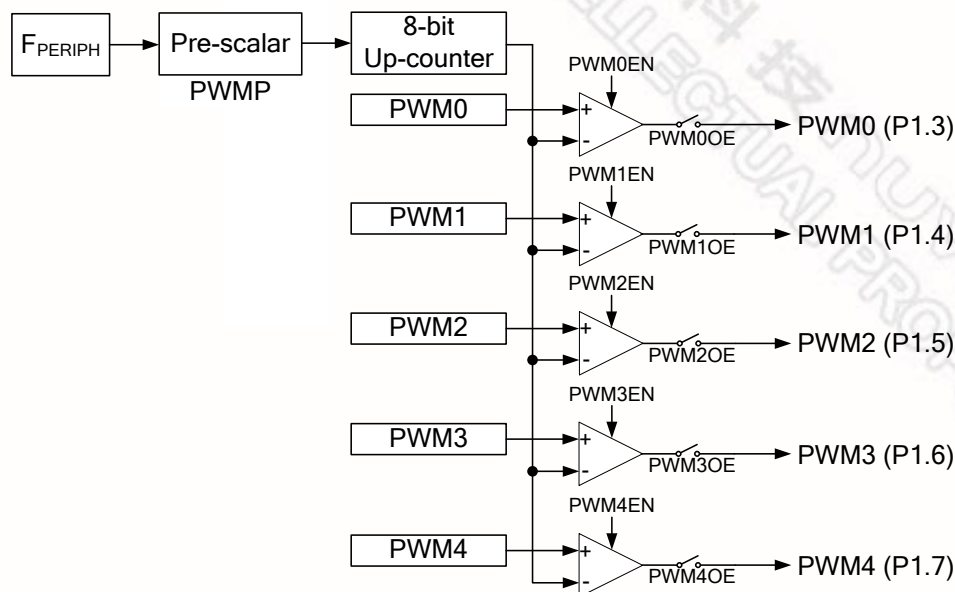 FPERIPH
Pre-scalar
PWMP
8-bit
Up-counter
PWM0
PWM0EN
+
-
PWM0OE
PWM0 (P1.3)
PWM1
PWM1EN
+
-
PWM1OE
PWM1 (P1.4)
PWM2
PWM2EN
+
-
PWM2OE
PWM2 (P1.5)
PWM3
PWM3EN
+
-
PWM3OE
PWM3 (P1.6)
PWM4
PWM4EN
+
-
PWM4OE
PWM4 (P1.7)
科技